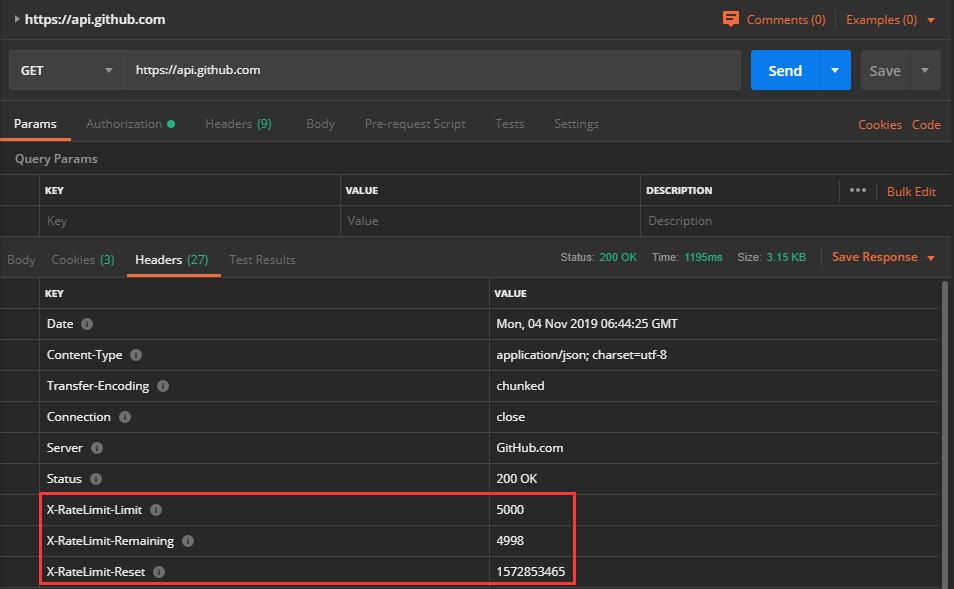 https://api.github.com Comments (0) Examples (0)
GET https://api.github.com Send Save
Params Authorization Headers (9) Body Pre-request Script Tests Settings Cookies Code
Query Params
KEY VALUE DESCRIPTION ••• Bulk Edit
Key Value Description
Body Cookies (3) Headers (27) Test Results Status: 200 OK Time: 1195ms Size: 3.15 KB Save Response
KEY VALUE
Date Mon, 04 Nov 2019 06:44:25 GMT
Content-Type application/json; charset=utf-8
Transfer-Encoding chunked
Connection close
Server GitHub.com
Status 200 OK
X-RateLimit-Limit 5000
X-RateLimit-Remaining 4998
X-RateLimit-Reset 1572853465